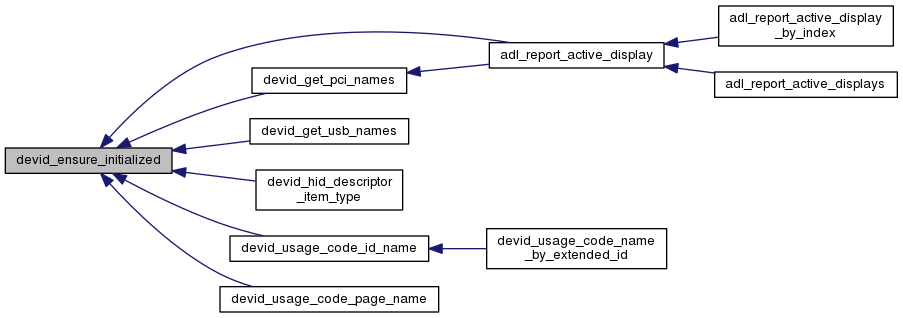 adl_report_active_display
_by_index
adl_report_active_display
devid_get_pci_names
adl_report_active_displays
devid_get_usb_names
devid_ensure_initialized
devid_hid_descriptor
_item_type
devid_usage_code_id_name
devid_usage_code_name
_by_extended_id
devid_usage_code_page_name